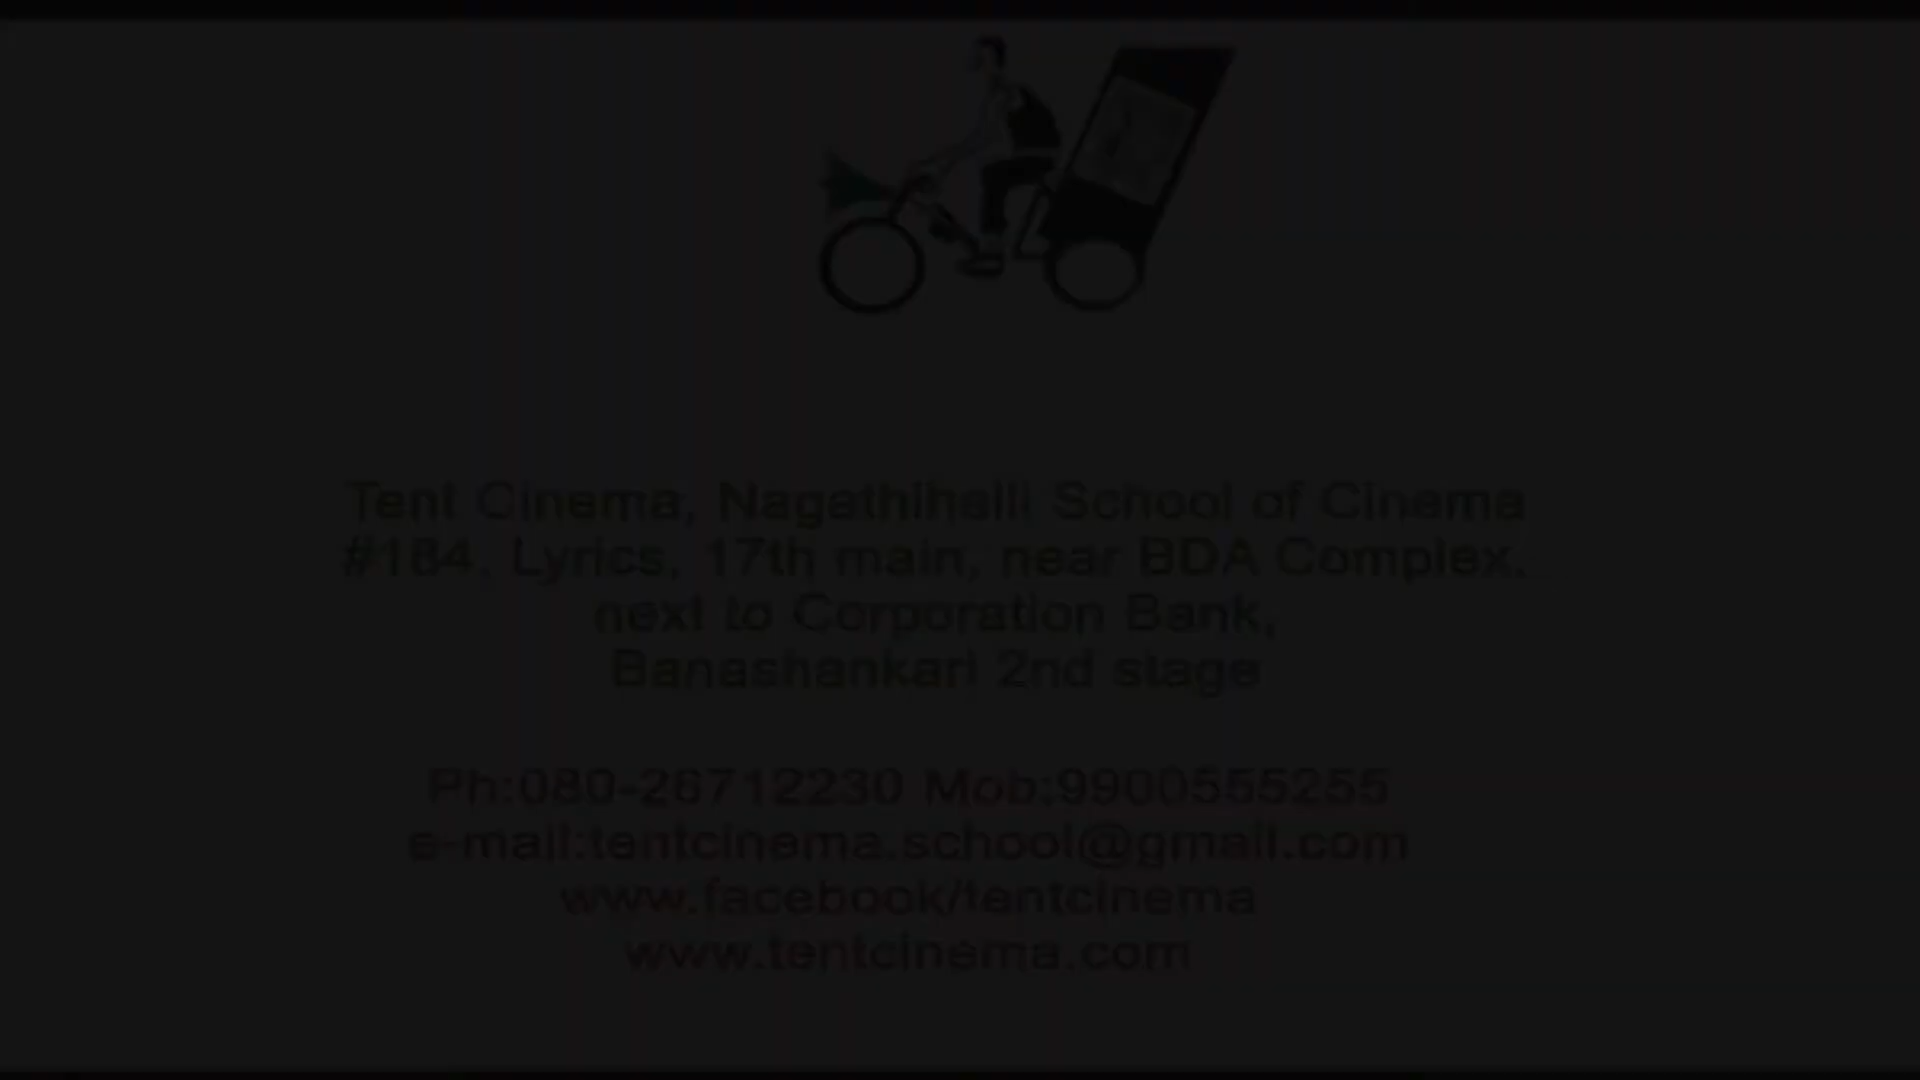 Tent Cinema, Nagathihalli School of Cinema
#184, Lyrics, 17th main, near BDA Complex,
next to Corporation Bank,
Banashankari 2nd stage
Ph:080-26712230 Mob:9900555255
e-mail:tentcinema.school@gmail.com
www.facebook/tentcinema
www.tentcinema.com